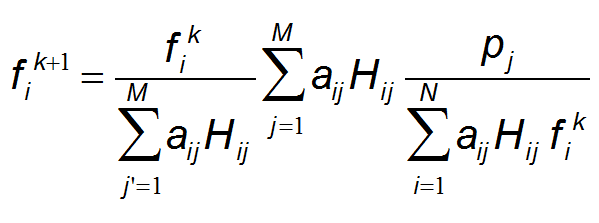 f_i^{k+1} = \frac{f_i^k}{\sum_{j'=1}^{M} a_{ij} H_{ij}} \sum_{j=1}^{M} a_{ij} H_{ij} \frac{p_j}{\sum_{i=1}^{N} a_{ij} H_{ij} f_i^k}